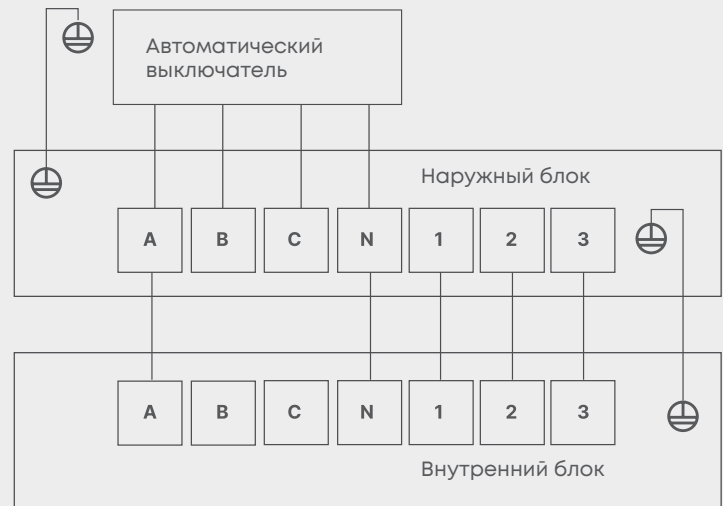 Автоматический
выключатель
Наружный блок
A B C N 1 2 3
A B C N 1 2 3
Внутренний блок